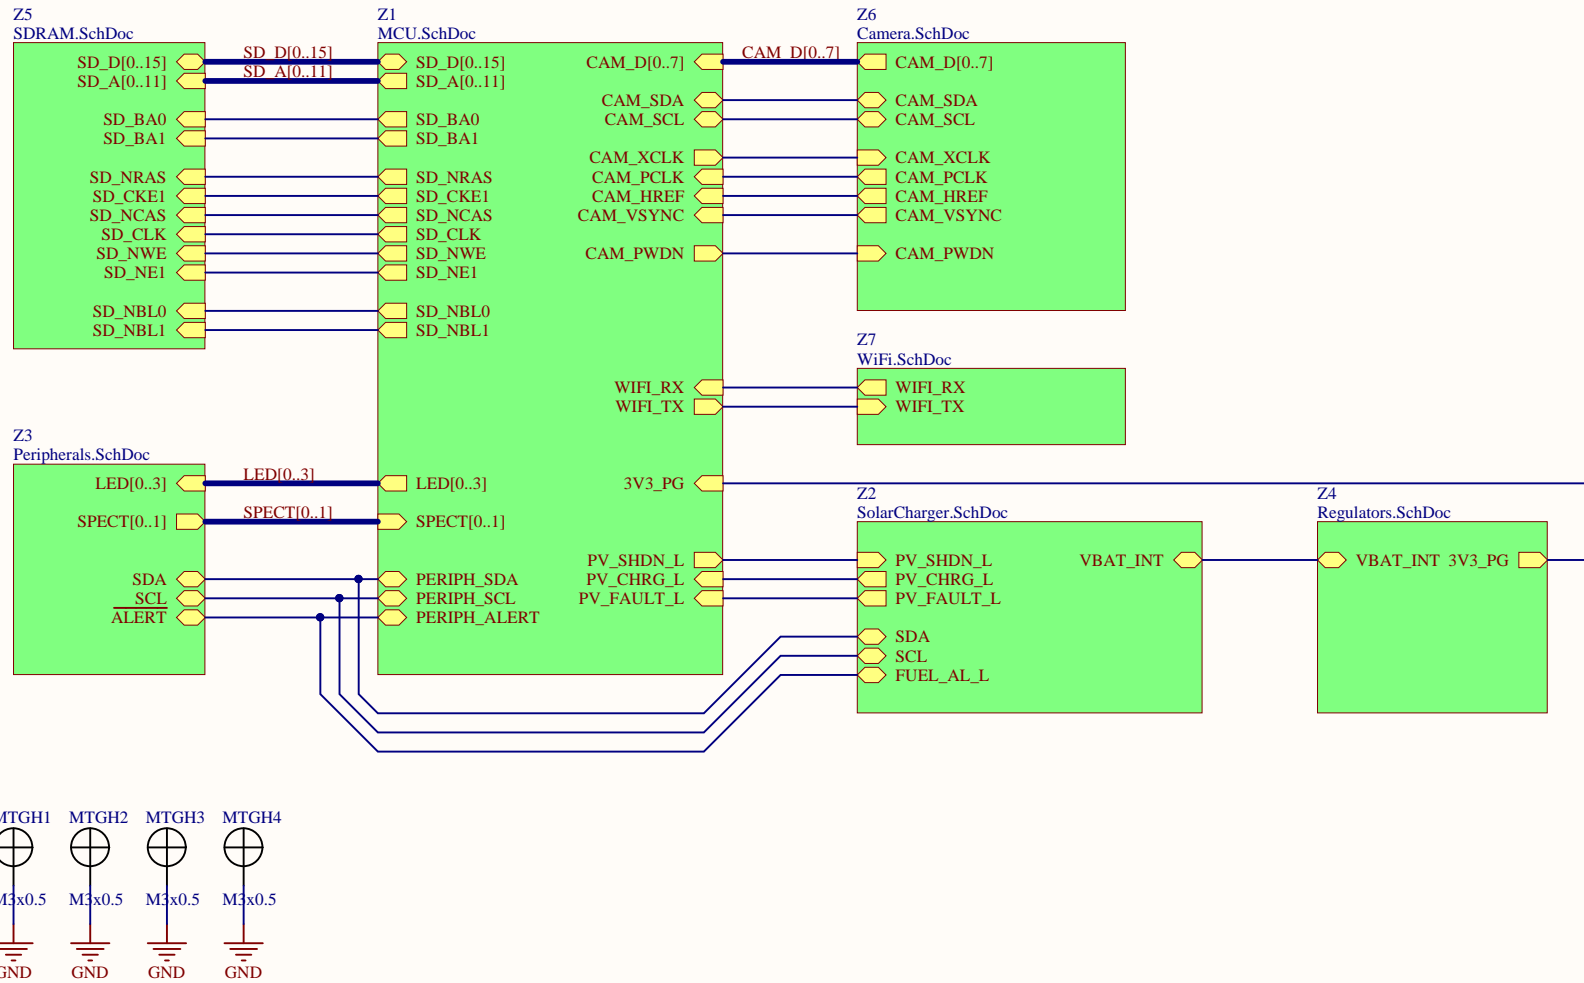 Z5
SDRAM.SchDoc
SD_D[0..15]
SD_A[0..11]
SD_BA0
SD_BA1
SD_NRAS
SD_CKE1
SD_NCAS
SD_CLK
SD_NWE
SD_NE1
SD_NBL0
SD_NBL1
SD_D[0..15]
SD_A[0..11]
Z1
MCU.SchDoc
SD_D[0..15]
SD_A[0..11]
SD_BA0
SD_BA1
SD_NRAS
SD_CKE1
SD_NCAS
SD_CLK
SD_NWE
SD_NE1
SD_NBL0
SD_NBL1
LED[0..3]
SPECT[0..1]
PERIPH_SDA
PERIPH_SCL
PERIPH_ALERT
CAM_D[0..7]
CAM_SDA
CAM_SCL
CAM_XCLK
CAM_PCLK
CAM_HREF
CAM_VSYNC
CAM_PWDN
WIFI_RX
WIFI_TX
3V3_PG
PV_SHDN_L
PV_CHRG_L
PV_FAULT_L
CAM_D[0..7]
Z6
Camera.SchDoc
CAM_D[0..7]
CAM_SDA
CAM_SCL
CAM_XCLK
CAM_PCLK
CAM_HREF
CAM_VSYNC
CAM_PWDN
Z7
WiFi.SchDoc
WIFI_RX
WIFI_TX
Z3
Peripherals.SchDoc
LED[0..3]
SPECT[0..1]
SDA
SCL
ALERT
LED[0..3]
SPECT[0..1]
Z2
SolarCharger.SchDoc
PV_SHDN_L
PV_CHRG_L
PV_FAULT_L
SDA
SCL
FUEL_AL_L
VBAT_INT
Z4
Regulators.SchDoc
VBAT_INT 3V3_PG
MTGH1 MTGH2 MTGH3 MTGH4
M3x0.5 M3x0.5 M3x0.5 M3x0.5
GND GND GND GND